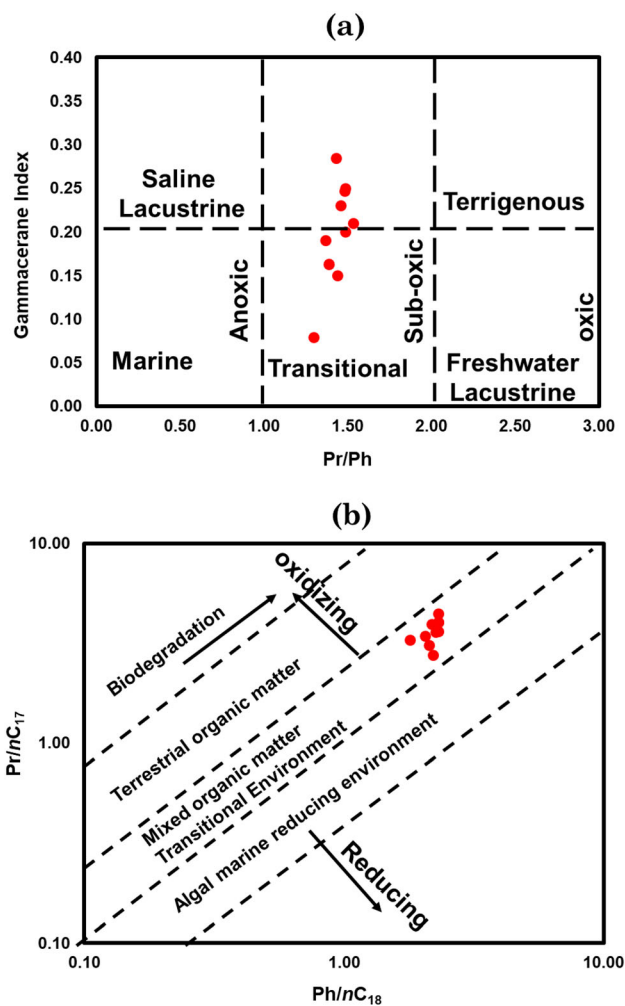 (a)
0.40
0.35
0.30
0.25
0.20
0.15
0.10
0.05
0.00
Gammacerane Index
Saline
Lacustrine
Terrigenous
Anoxic
Sub-oxic
oxic
Marine
Transitional
Freshwater
Lacustrine
0.00 0.50 1.00 1.50 2.00 2.50 3.00
Pr/Ph
(b)
10.00
1.00
0.10
Pr/nC17
oxidizing
Biodegradation
Terrestrial organic matter
Mixed organic matter
Transitional Environment
Algal marine reducing environment
Reducing
0.10 1.00 10.00
Ph/nC18